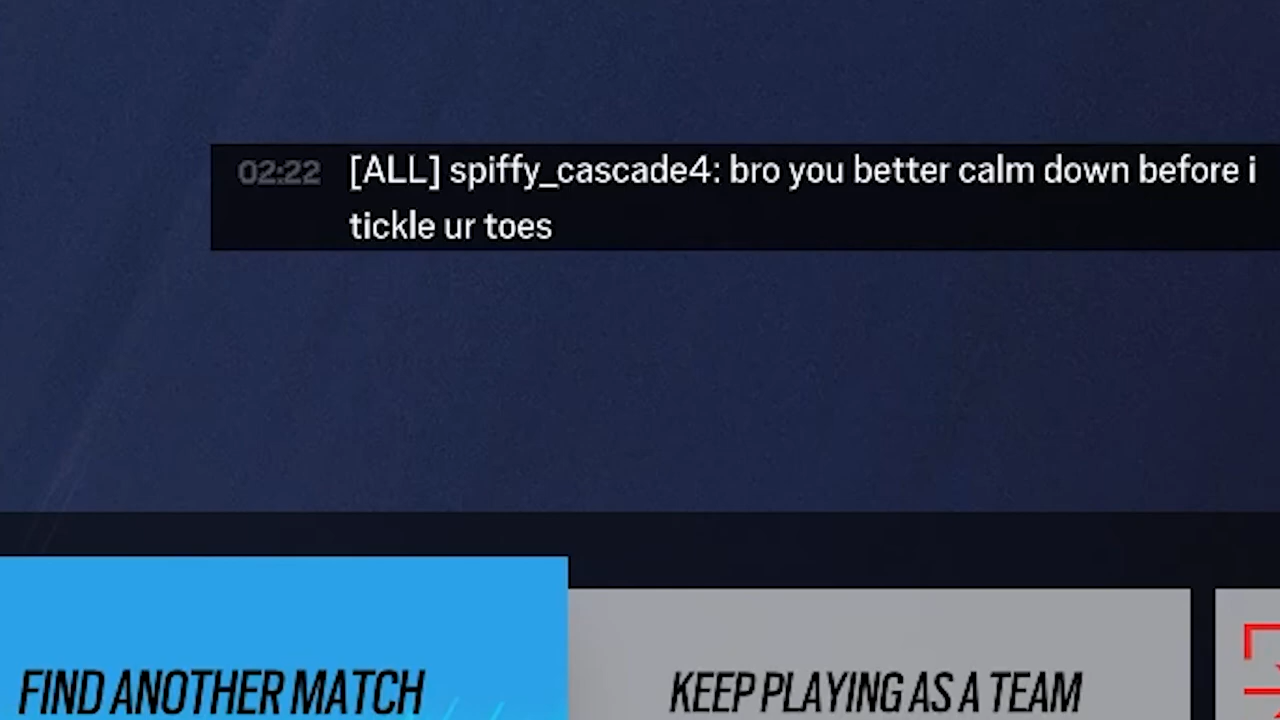 02:22 [ALL] spiffy_cascade4: bro you better calm down before i
tickle ur toes
FIND ANOTHER MATCH
KEEP PLAYING AS A TEAM